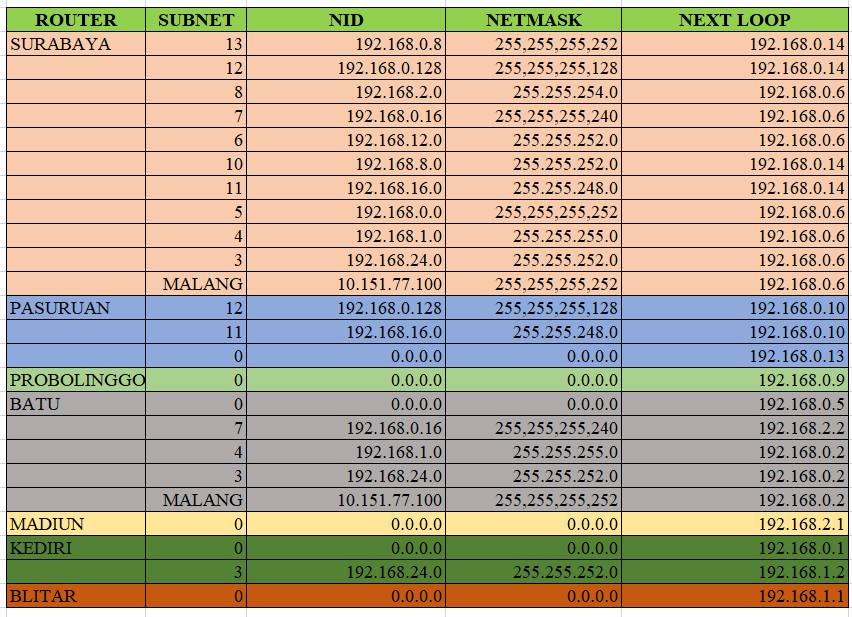 ROUTER SUBNET NID NETMASK NEXT LOOP
SURABAYA 13 192.168.0.8 255,255,255,252 192.168.0.14
12 192.168.0.128 255,255,255,128 192.168.0.14
8 192.168.2.0 255.255.254.0 192.168.0.6
7 192.168.0.16 255,255,255,240 192.168.0.6
6 192.168.12.0 255.255.252.0 192.168.0.6
10 192.168.8.0 255.255.252.0 192.168.0.14
11 192.168.16.0 255.255.248.0 192.168.0.14
5 192.168.0.0 255,255,255,252 192.168.0.6
4 192.168.1.0 255.255.255.0 192.168.0.6
3 192.168.24.0 255.255.252.0 192.168.0.6
MALANG 10.151.77.100 255,255,255,252 192.168.0.6
PASURUAN 12 192.168.0.128 255,255,255,128 192.168.0.10
11 192.168.16.0 255.255.248.0 192.168.0.10
0 0.0.0.0 0.0.0.0 192.168.0.13
PROBOLINGGO 0 0.0.0.0 0.0.0.0 192.168.0.9
BATU 0 0.0.0.0 0.0.0.0 192.168.0.5
7 192.168.0.16 255,255,255,240 192.168.2.2
4 192.168.1.0 255.255.255.0 192.168.0.2
3 192.168.24.0 255.255.252.0 192.168.0.2
MALANG 10.151.77.100 255,255,255,252 192.168.0.2
MADIUN 0 0.0.0.0 0.0.0.0 192.168.2.1
KEDIRI 0 0.0.0.0 0.0.0.0 192.168.0.1
3 192.168.24.0 255.255.252.0 192.168.1.2
BLITAR 0 0.0.0.0 0.0.0.0 192.168.1.1